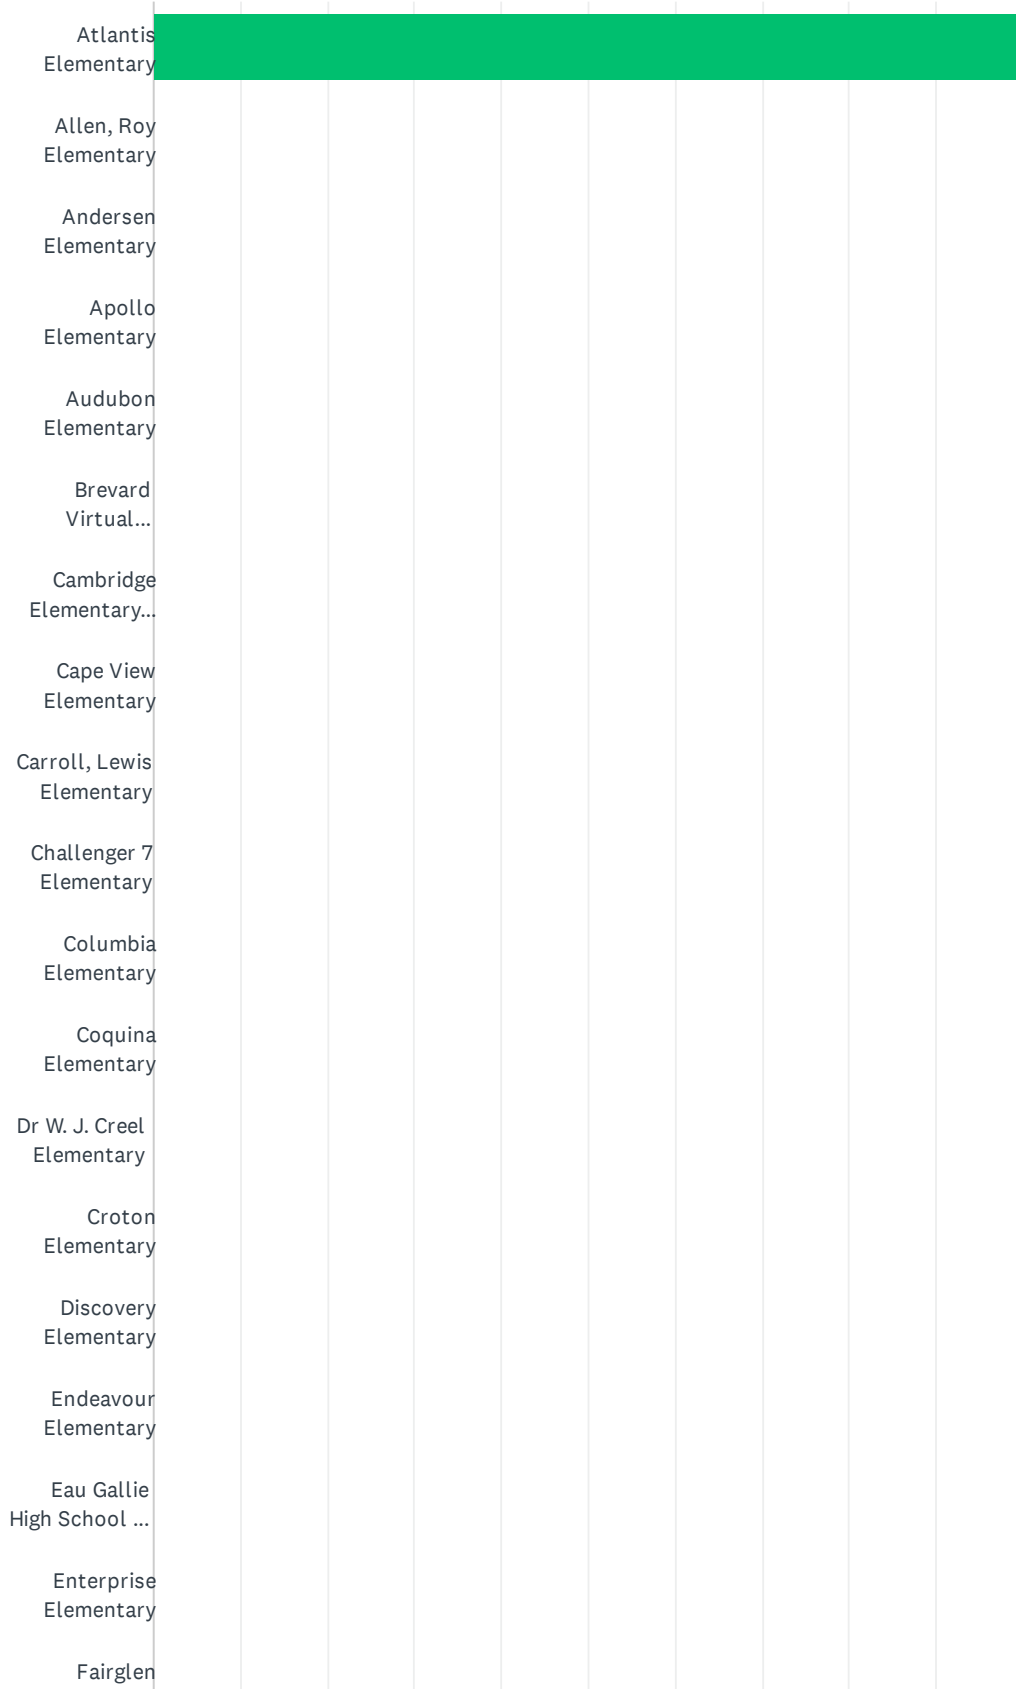 Atlantis
Elementary
Allen, Roy
Elementary
Andersen
Elementary
Apollo
Elementary
Audubon
Elementary
Brevard
Virtual...
Cambridge
Elementary...
Cape View
Elementary
Carroll, Lewis
Elementary
Challenger 7
Elementary
Columbia
Elementary
Coquina
Elementary
Dr W. J. Creel
Elementary
Croton
Elementary
Discovery
Elementary
Endeavour
Elementary
Eau Gallie
High School ...
Enterprise
Elementary
Fairglen